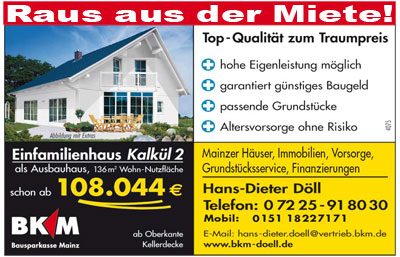 Raus aus der Miete!
Top-Qualität zum Traumpreis
hohe Eigenleistung möglich
garantiert günstiges Baugeld
passende Grundstücke
Altersvorsorge ohne Risiko
4075
Abbildung mit Extras
Einfamilienhaus Kalkül 2
als Ausbauhaus, 136 m² Wohn-Nutzfläche
schon ab 108.044 €
BKM
Bausparkasse Mainz
ab Oberkante
Kellerdecke
Mainzer Häuser, Immobilien, Vorsorge,
Grundstücksservice, Finanzierungen
Hans-Dieter Döll
Telefon: 0 72 25 - 91 80 30
Mobil: 0151 18227171
E-Mail: hans-dieter.doell@vertrieb.bkm.de
www.bkm-doell.de